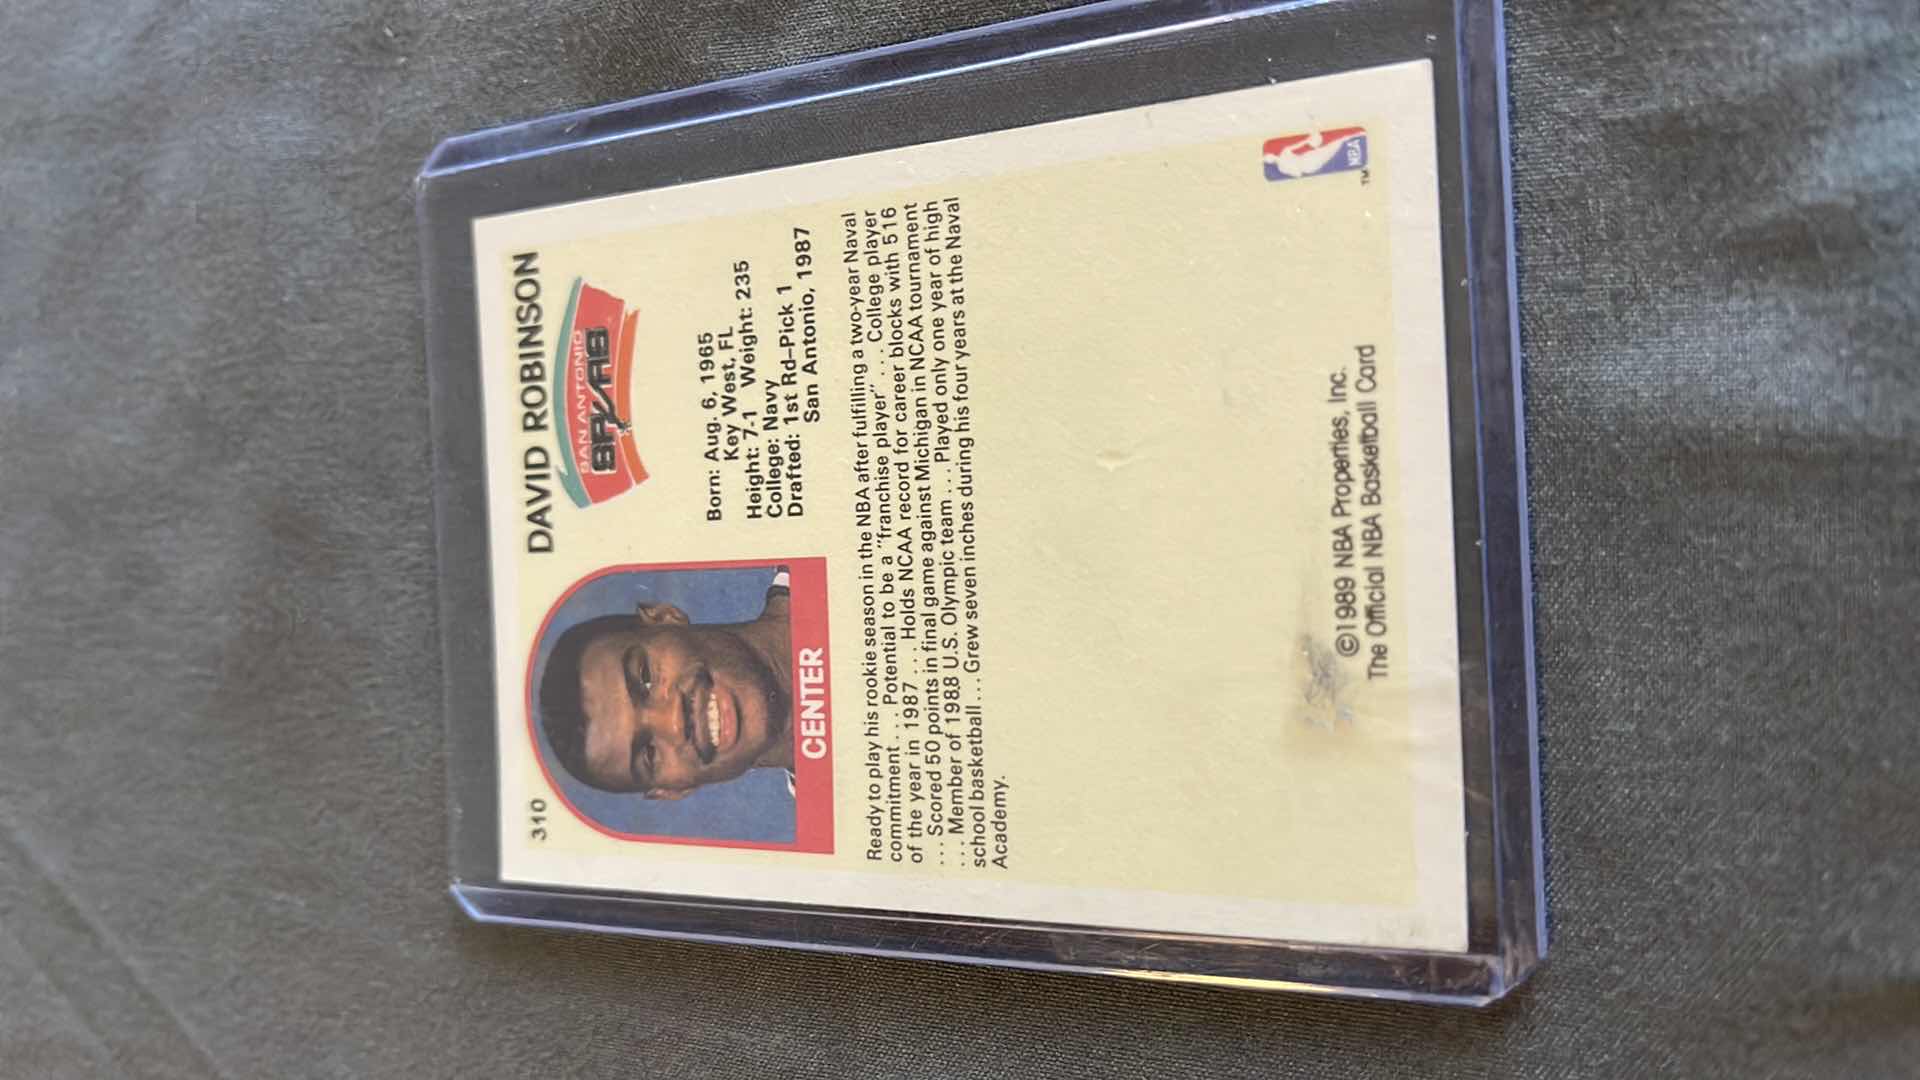 310
DAVID ROBINSON
SAN ANTONIO
SPURS
CENTER
Born: Aug. 6, 1965
Key West, FL
Height: 7-1 Weight: 235
College: Navy
Drafted: 1st Rd-Pick 1
San Antonio, 1987
Ready to play his rookie season in the NBA after fulfilling a two-year Naval
commitment. . . Potential to be a "franchise player" . . . College player
of the year in 1987 . . . Holds NCAA record for career blocks with 516
. . . Scored 50 points in final game against Michigan in NCAA tournament
. . . Member of 1988 U.S. Olympic team . . . Played only one year of high
school basketball . . . Grew seven inches during his four years at the Naval
Academy.
©1989 NBA Properties, Inc.
The Official NBA Basketball Card
NBA
TM